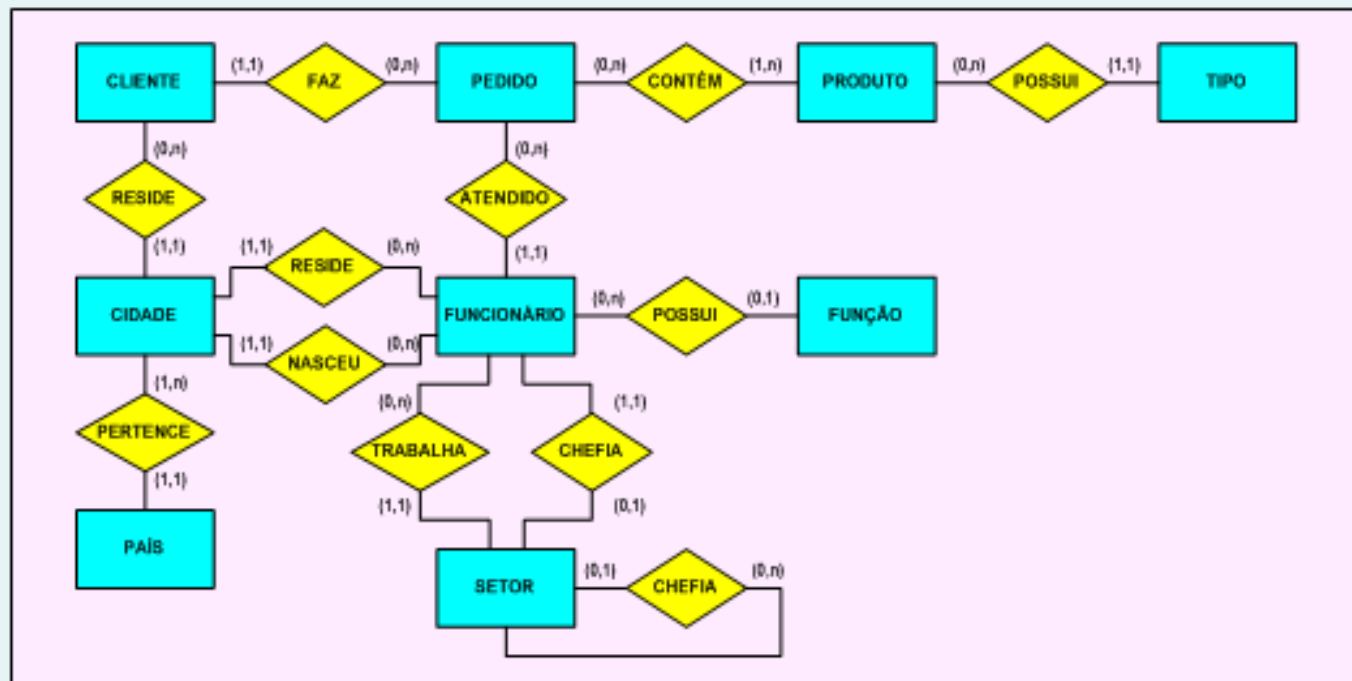 CLIENTE (1,1) FAZ (0,n) PEDIDO (0,n) CONTÉM (1,n) PRODUTO (0,n) POSSUI (1,1) TIPO
(0,n) (0,n)
RESIDE ATENDIDO
(1,1) (1,1) RESIDE (0,n) (1,1)
CIDADE FUNCIONÁRIO (0,n) POSSUI (0,1) FUNÇÃO
(1,1) NASCEU (0,n)
(1,n) (0,n) (1,1)
PERTENCE TRABALHA CHEFIA
(1,1) (1,1) (0,1)
PAÍS
SETOR (0,1) CHEFIA (0,n)